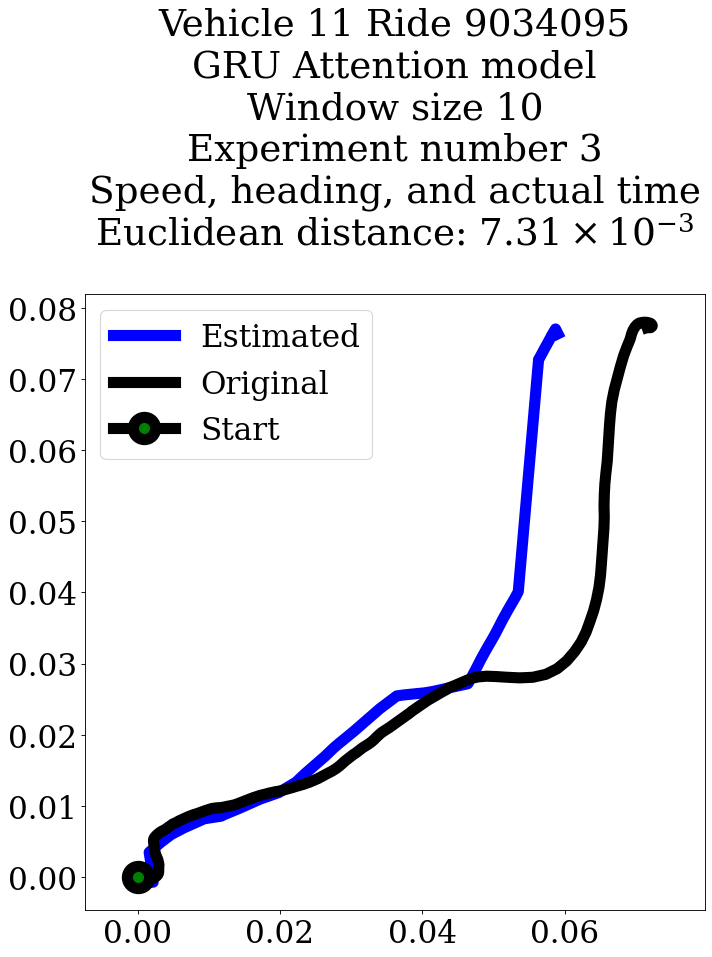 Vehicle 11 Ride 9034095
GRU Attention model
Window size 10
Experiment number 3
Speed, heading, and actual time
Euclidean distance: 7.31 × 10⁻³
Estimated
Original
Start
0.08
0.07
0.06
0.05
0.04
0.03
0.02
0.01
0.00
0.00 0.02 0.04 0.06